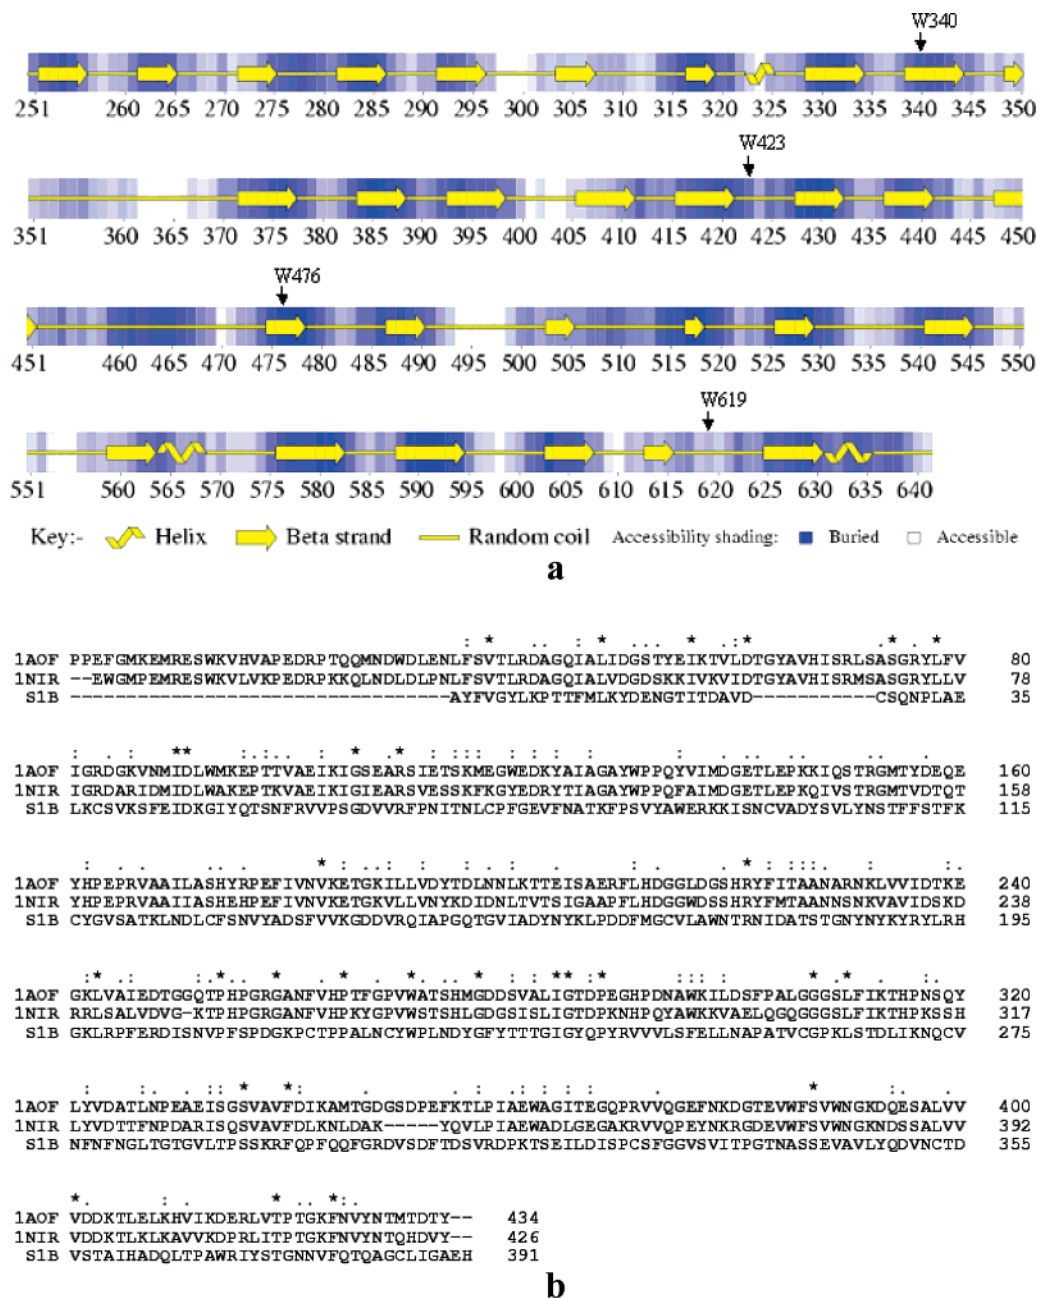 W340
251 260 265 270 275 280 285 290 295 300 305 310 315 320 325 330 335 340 345 350
W423
351 360 365 370 375 380 385 390 395 400 405 410 415 420 425 430 435 440 445 450
W476
451 460 465 470 475 480 485 490 495 500 505 510 515 520 525 530 535 540 545 550
W619
551 560 565 570 575 580 585 590 595 600 605 610 615 620 625 630 635 640
Key:- Helix Beta strand Random coil Accessibility shading: Buried Accessible
a
: * . . : * . . . * . : * * *
1AOF PPEFGMKEMRESWKVHVAPEDRPTQQMNDWDLENLFSVTLRDAGQIALIDGSTYEIKTVLDTGYAVHISRLSASGRYLFV 80
1NIR --EWGMPEMRESWKVLVKPEDRPKKQLNDLDLPNLFSVTLRDAGQIALVDGDSKKIVKVIDTGYAVHISRMSASGRYLLV 78
S1B ----------------------------------AYFVGYLKPTTFMLKYDENGTITDAVD-----------CSQNPLAE 35
: . : ** : . : . . : * . * : : : : : : : : . . : . . .
1AOF IGRDGKVNMIDLWMKEPTTVAEIKIGSEARSIETSKMEGWEDKYAIAGAYWPPQYVIMDGETLEPKKIQSTRGMTYDEQE 160
1NIR IGRDARIDMIDLWAKEPTKVAEIKIGIEARSVESSKFKGYEDRYTIAGAYWPPQFAIMDGETLEPKQIVSTRGMTVDTQT 158
S1B LKCSVKSFEIDKGIYQTSNFRVVPSGDVVRFPNITNLCPFGEVFNATKFPSVYAWERKKISNCVADYSVLYNSTFFSTFK 115
: . . . . . * : . . : : . : . : . * : : : : . : : .
1AOF YHPEPRVAAILASHYRPEFIVNVKETGKILLVDYTDLNNLKTTEISAERFLHDGGLDGSHRYFITAANARNKLVVIDTKE 240
1NIR YHPEPRVAAIIASHEHPEFIVNVKETGKVLLVNYKDIDNLTVTSIGAAPFLHDGGWDSSHRYFMTAANNSNKVAVIDSKD 238
S1B CYGVSATKLNDLCFSNVYADSFVVKGDDVRQIAPGQTGVIADYNYKLPDDFMGCVLAWNTRNIDATSTGNYNYKYRYLRH 195
: * . : : . * * . * * . . * : : ** : * : : : : * . * . : .
1AOF GKLVAIEDTGGQTPHPGRGANFVHPTFGPVWATSHMGDDSVALIGTDPEGHPDNAWKILDSFPALGGGSLFIKTHPNSQY 320
1NIR RRLSALVDVG-KTPHPGRGANFVHPKYGPVWSTSHLGDGSISLIGTDPKNHPQYAWKKVAELQGQGGGSLFIKTHPKSSH 317
S1B GKLRPFERDISNVPFSPDGKPCTPPALNCYWPLNDYGFYTTTGIGYQPYRVVVLSFELLNAPATVCGPKLSTDLIKNQCV 275
: : . . : : * * : . . : . : : : . * : . .
1AOF LYVDATLNPEAEISGSVAVFDIKAMTGDGSDPEFKTLPIAEWAGITEGQPRVVQGEFNKDGTEVWFSVWNGKDQESALVV 400
1NIR LYVDTTFNPDARISQSVAVFDLKNLDAK-----YQVLPIAEWADLGEGAKRVVQPEYNKRGDEVWFSVWNGKNDSSALVV 392
S1B NFNFNGLTGTGVLTPSSKRFQPFQQFGRDVSDFTDSVRDPKTSEILDISPCSFGGVSVITPGTNASSEVAVLYQDVNCTD 355
* . : . * . . * : .
1AOF VDDKTLELKHVIKDERLVTPTGKFNVYNTMTDTY-- 434
1NIR VDDKTLKLKAVVKDPRLITPTGKFNVYNTQHDVY-- 426
S1B VSTAIHADQLTPAWRIYSTGNNVFQTQAGCLIGAEH 391
b